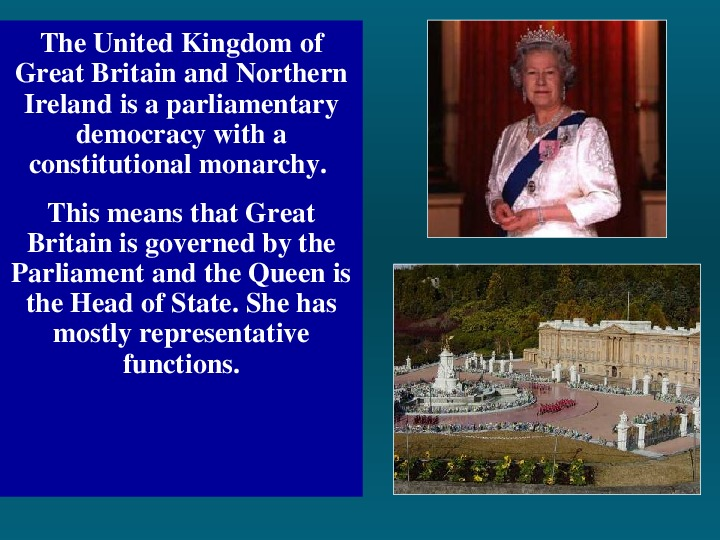 The United Kingdom of
Great Britain and Northern
Ireland is a parliamentary
democracy with a
constitutional monarchy.
This means that Great
Britain is governed by the
Parliament and the Queen is
the Head of State. She has
mostly representative
functions.